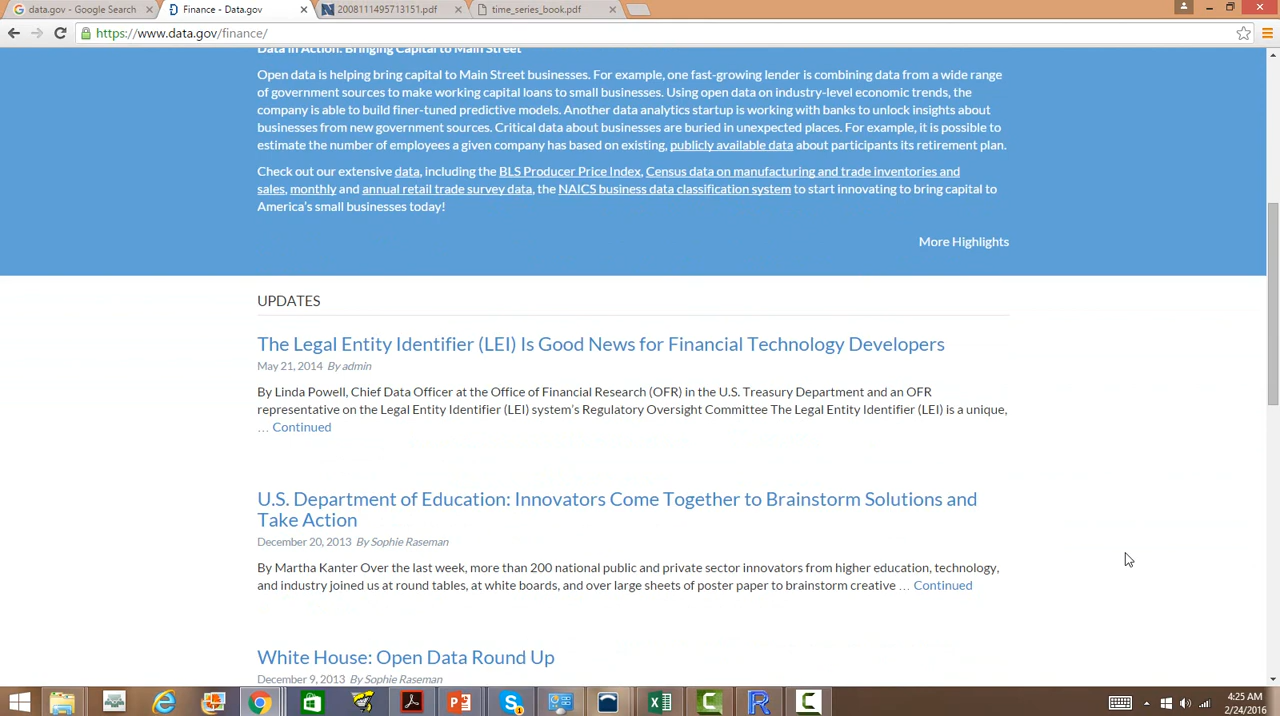 data.gov - Google Search
Finance - Data.gov
2008111495713151.pdf
time_series_book.pdf
https://www.data.gov/finance/
Data in Action: Bringing Capital to Main Street
Open data is helping bring capital to Main Street businesses. For example, one fast-growing lender is combining data from a wide range
of government sources to make working capital loans to small businesses. Using open data on industry-level economic trends, the
company is able to build finer-tuned predictive models. Another data analytics startup is working with banks to unlock insights about
businesses from new government sources. Critical data about businesses are buried in unexpected places. For example, it is possible to
estimate the number of employees a given company has based on existing, publicly available data about participants its retirement plan.
Check out our extensive data, including the BLS Producer Price Index, Census data on manufacturing and trade inventories and
sales, monthly and annual retail trade survey data, the NAICS business data classification system to start innovating to bring capital to
America's small businesses today!
More Highlights
UPDATES
The Legal Entity Identifier (LEI) Is Good News for Financial Technology Developers
May 21, 2014 By admin
By Linda Powell, Chief Data Officer at the Office of Financial Research (OFR) in the U.S. Treasury Department and an OFR
representative on the Legal Entity Identifier (LEI) system's Regulatory Oversight Committee The Legal Entity Identifier (LEI) is a unique,
… Continued
U.S. Department of Education: Innovators Come Together to Brainstorm Solutions and
Take Action
December 20, 2013 By Sophie Raseman
By Martha Kanter Over the last week, more than 200 national public and private sector innovators from higher education, technology,
and industry joined us at round tables, at white boards, and over large sheets of poster paper to brainstorm creative … Continued
White House: Open Data Round Up
December 9, 2013 By Sophie Raseman
4:25 AM
2/24/2016